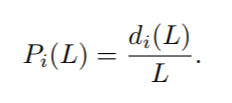 P_i(L) = \frac{d_i(L)}{L}.